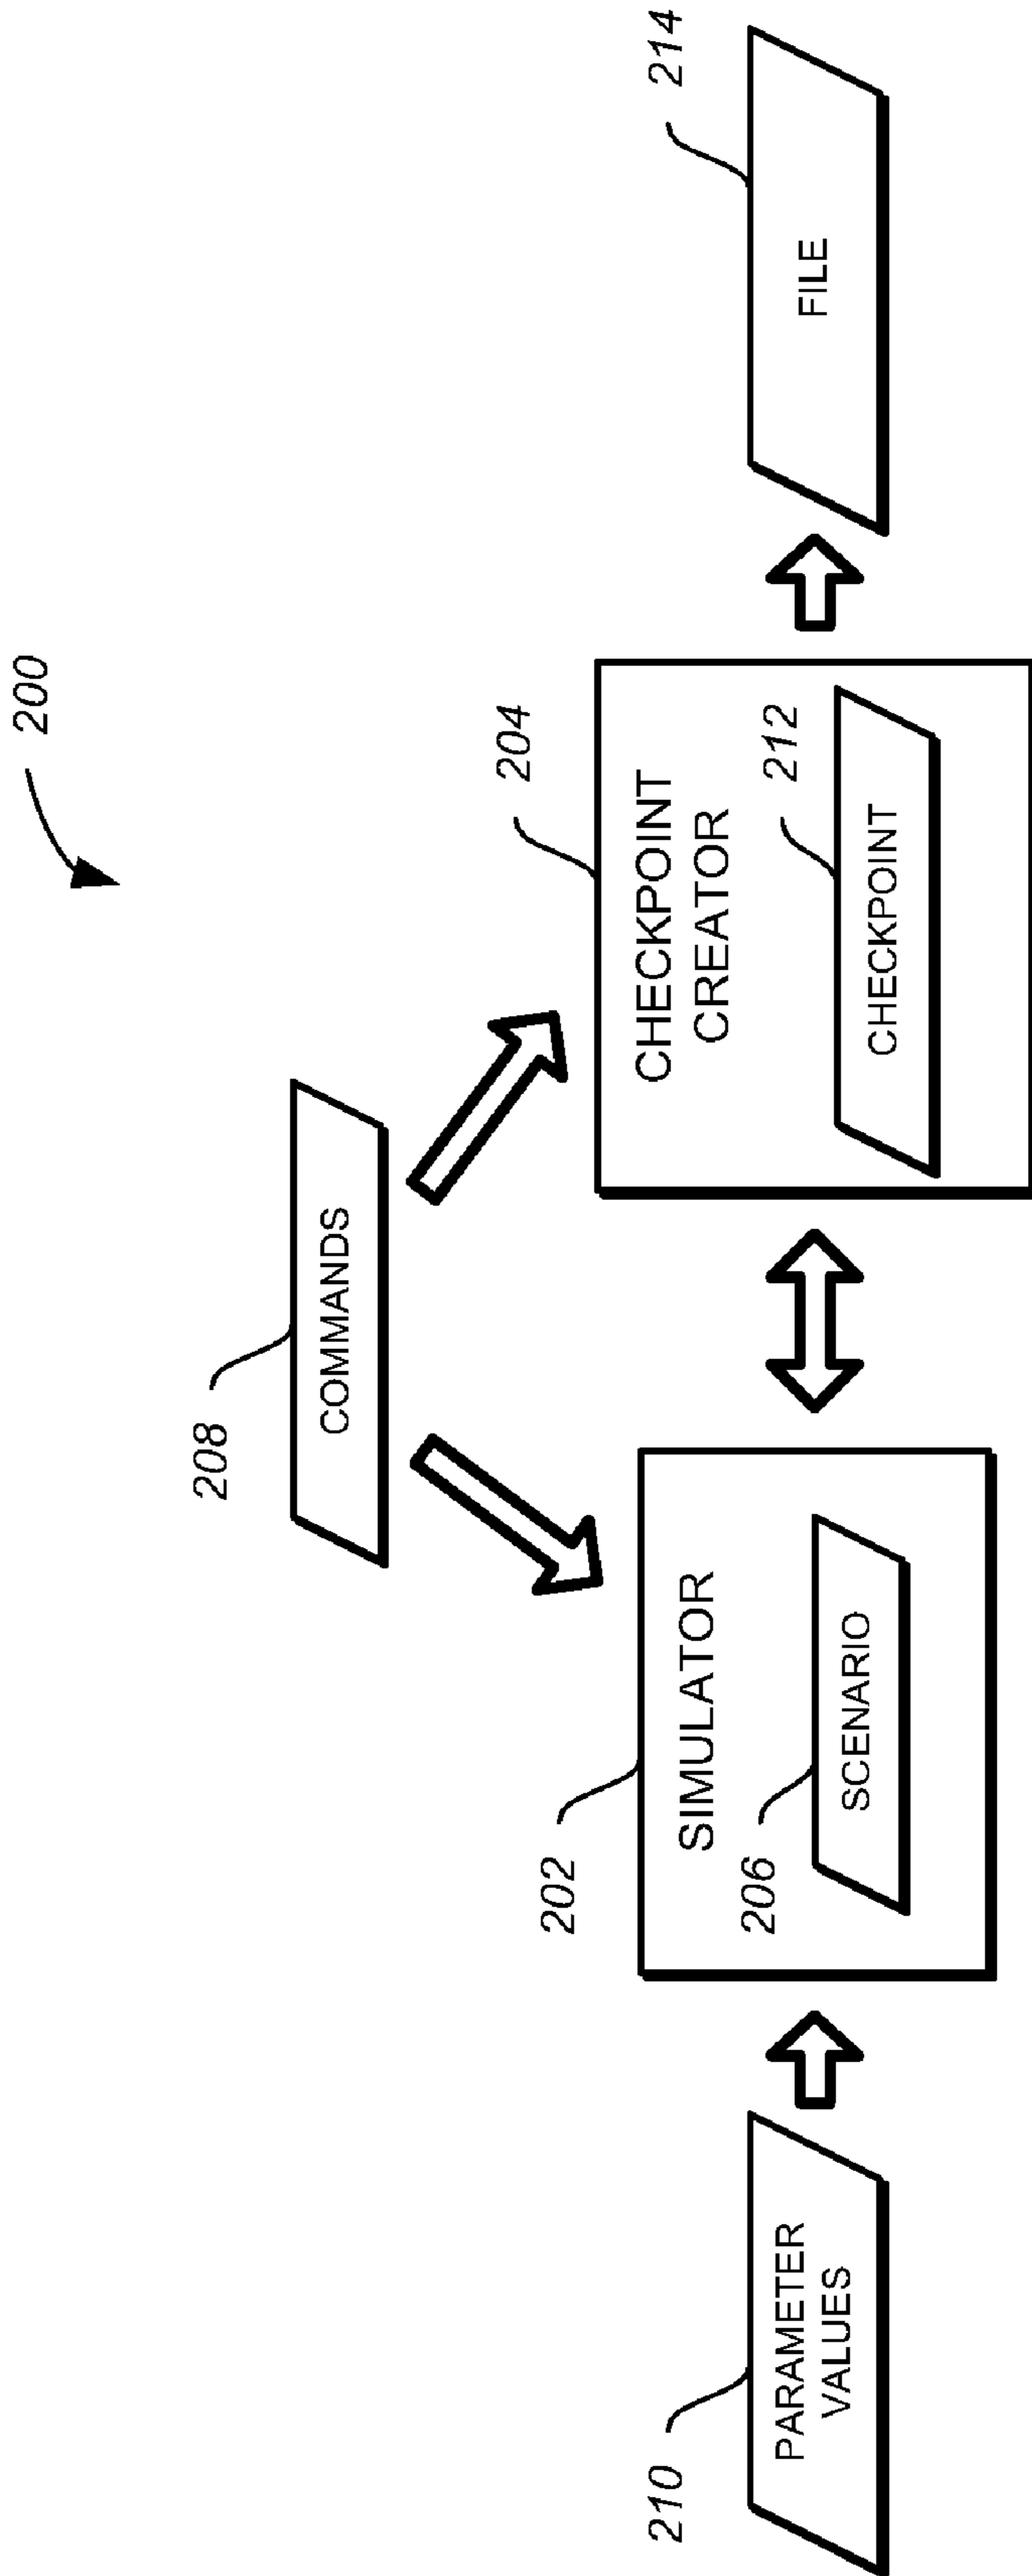 200
208
COMMANDS
210
PARAMETER
VALUES
202
SIMULATOR
206
SCENARIO
204
CHECKPOINT
CREATOR
212
CHECKPOINT
214
FILE